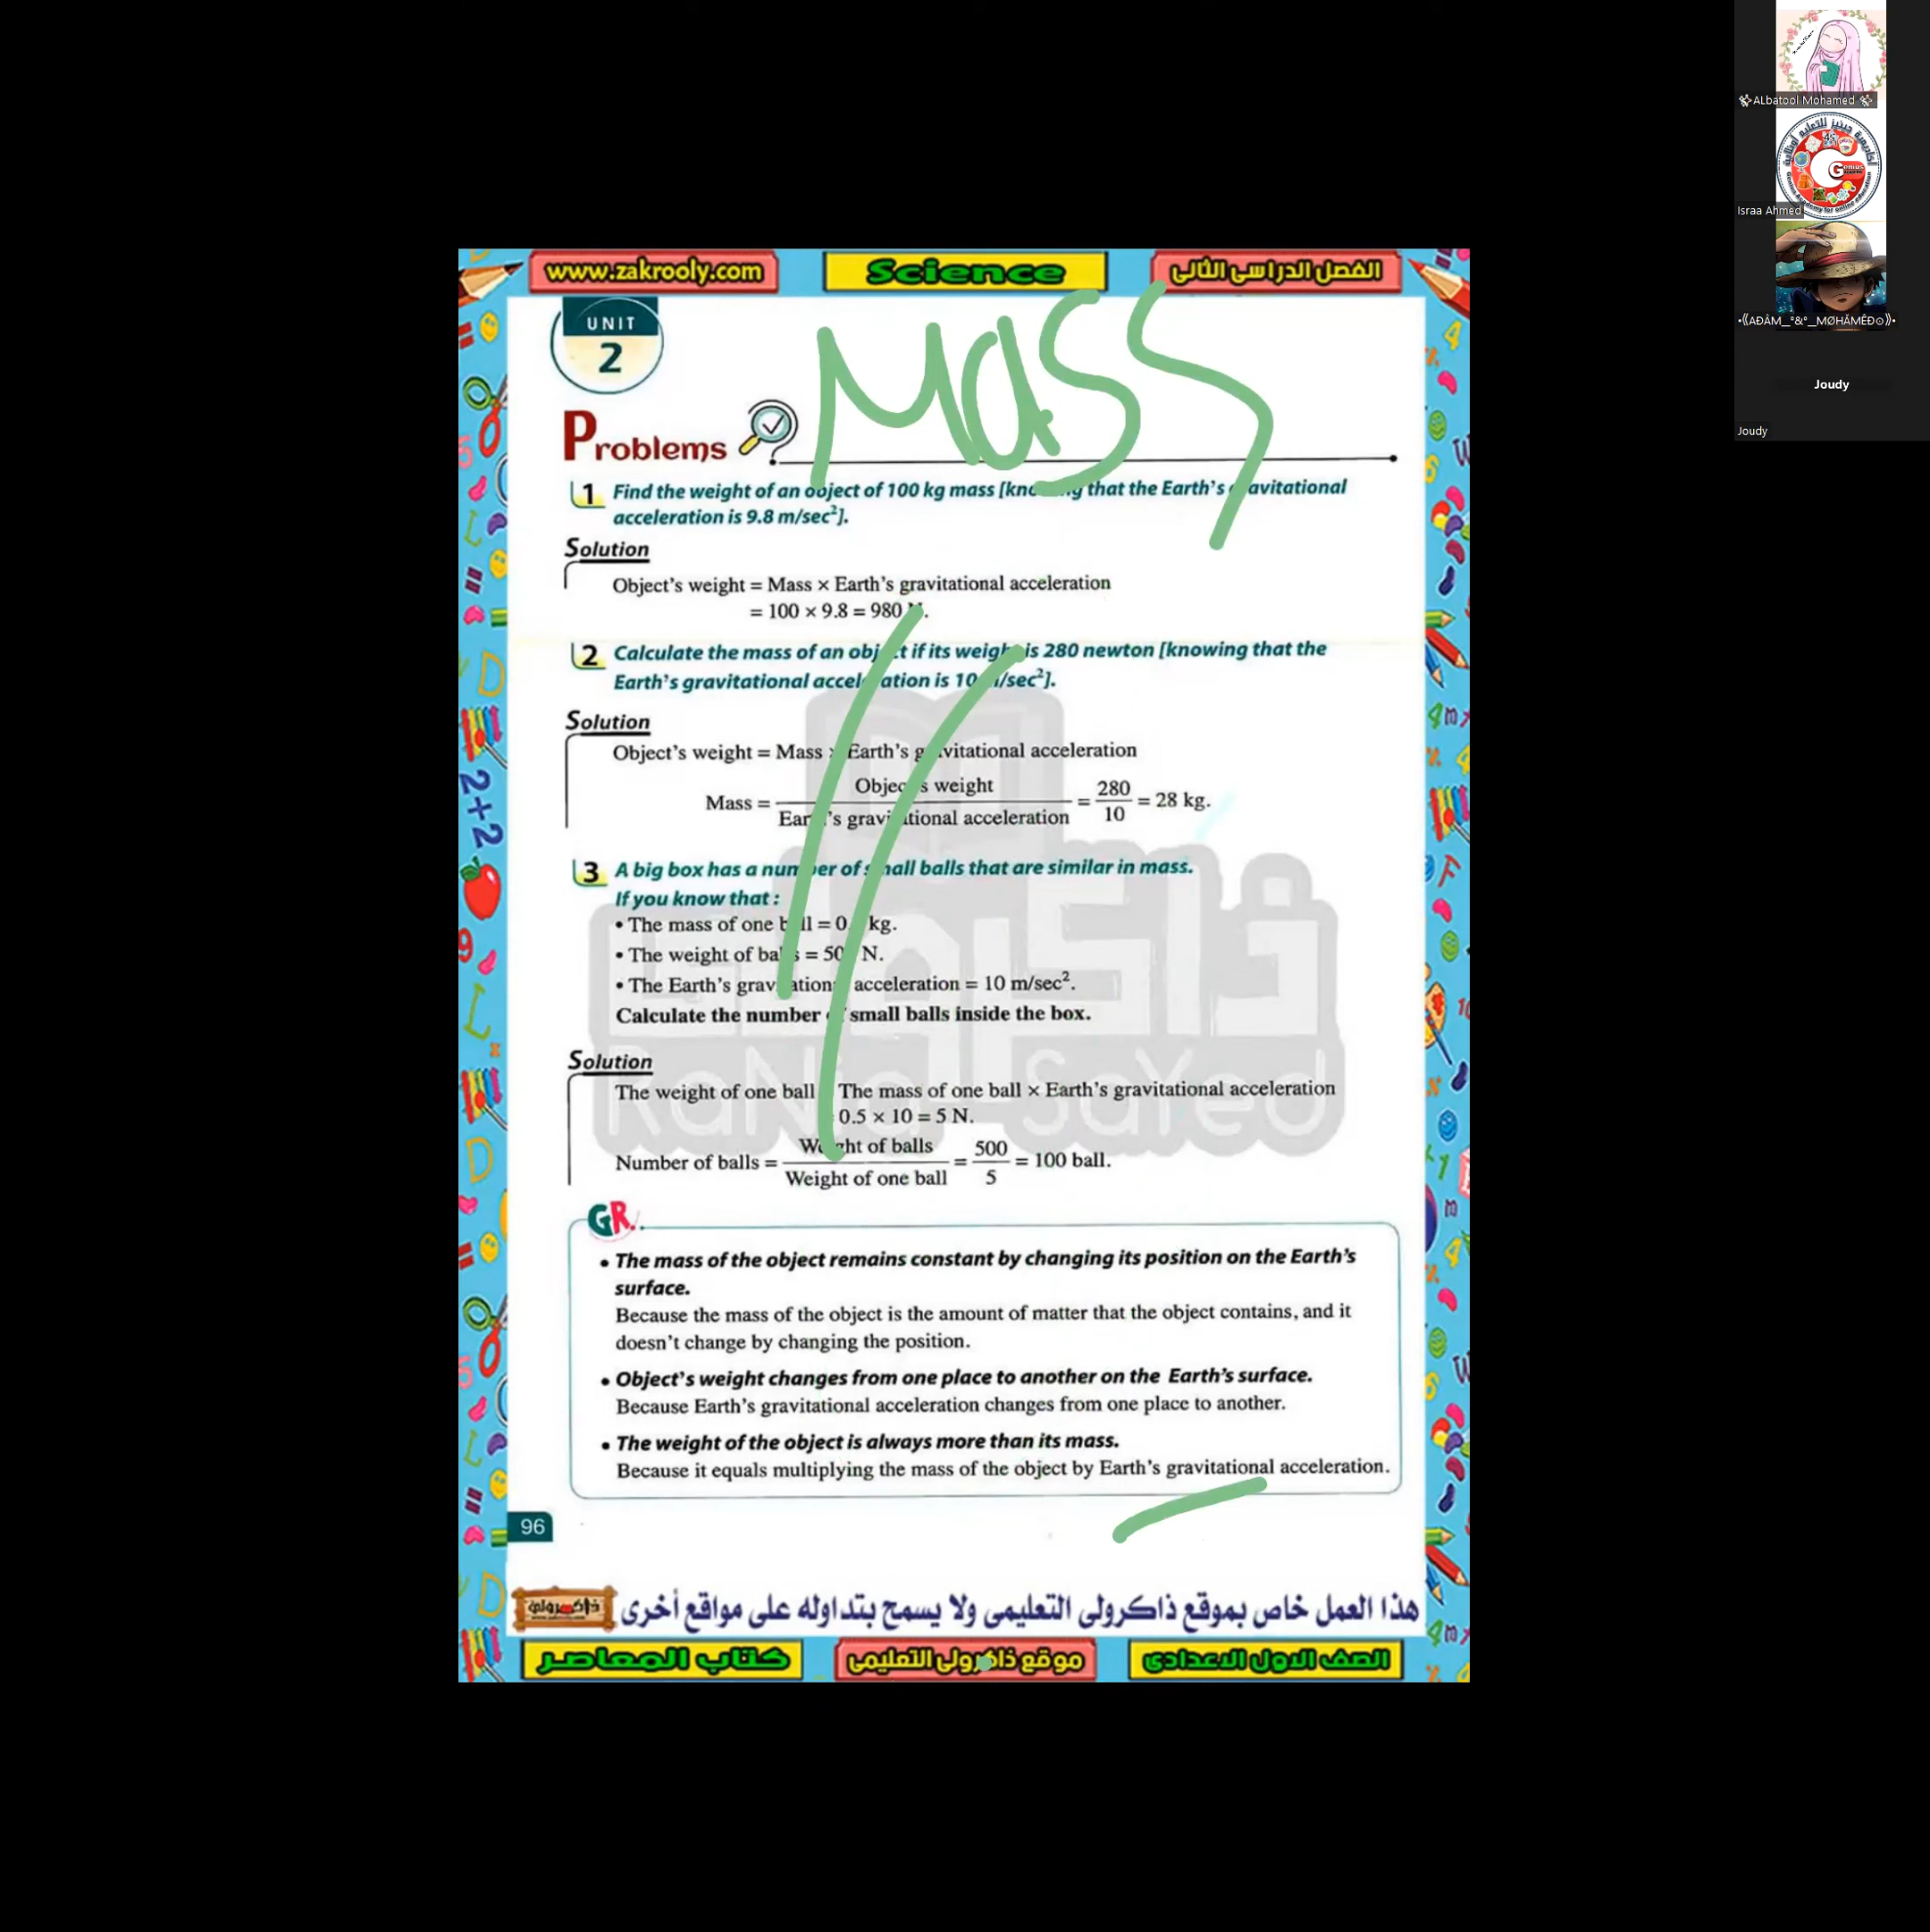 www.zakrooly.com
Science
الفصل الدراسى الثانى
UNIT
2
Mass
Problems
1 Find the weight of an object of 100 kg mass [knowing that the Earth's gravitational
acceleration is 9.8 m/sec²].
Solution
Object's weight = Mass × Earth's gravitational acceleration
= 100 × 9.8 = 980 N.
2 Calculate the mass of an object if its weight is 280 newton [knowing that the
Earth's gravitational acceleration is 10 m/sec²].
Solution
Object's weight = Mass × Earth's gravitational acceleration
Mass = Object's weight / Earth's gravitational acceleration = 280 / 10 = 28 kg.
3 A big box has a number of small balls that are similar in mass.
If you know that :
• The mass of one ball = 0.5 kg.
• The weight of balls = 500 N.
• The Earth's gravitational acceleration = 10 m/sec².
Calculate the number of small balls inside the box.
Solution
The weight of one ball = The mass of one ball × Earth's gravitational acceleration
= 0.5 × 10 = 5 N.
Number of balls = Weight of balls / Weight of one ball = 500 / 5 = 100 ball.
GR.
• The mass of the object remains constant by changing its position on the Earth's
surface.
Because the mass of the object is the amount of matter that the object contains, and it
doesn't change by changing the position.
• Object's weight changes from one place to another on the Earth's surface.
Because Earth's gravitational acceleration changes from one place to another.
• The weight of the object is always more than its mass.
Because it equals multiplying the mass of the object by Earth's gravitational acceleration.
96
هذا العمل خاص بموقع ذاكرولى التعليمى ولا يسمح بتداوله على مواقع أخرى
ذاكرولى
كتاب المعاصر
موقع ذاكرولى التعليمى
الصف الاول الاعدادى
RaNia SaYed
ALbatool Mohamed
Genius
Israa Ahmed
•⟪AĐÀM__°&°__MØHÄMÊĐ⊙⟫•
Joudy
Joudy